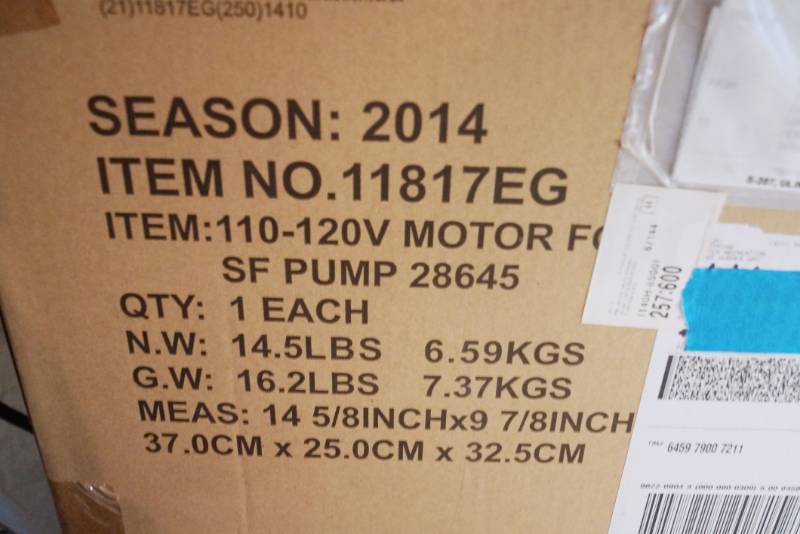 (21)11817EG(250)1410
SEASON: 2014
ITEM NO.11817EG
ITEM:110-120V MOTOR FO
SF PUMP 28645
QTY: 1 EACH
N.W: 14.5LBS 6.59KGS
G.W: 16.2LBS 7.37KGS
MEAS: 14 5/8INCHx9 7/8INCH
37.0CM x 25.0CM x 32.5CM
257:600
6459 7900 7211